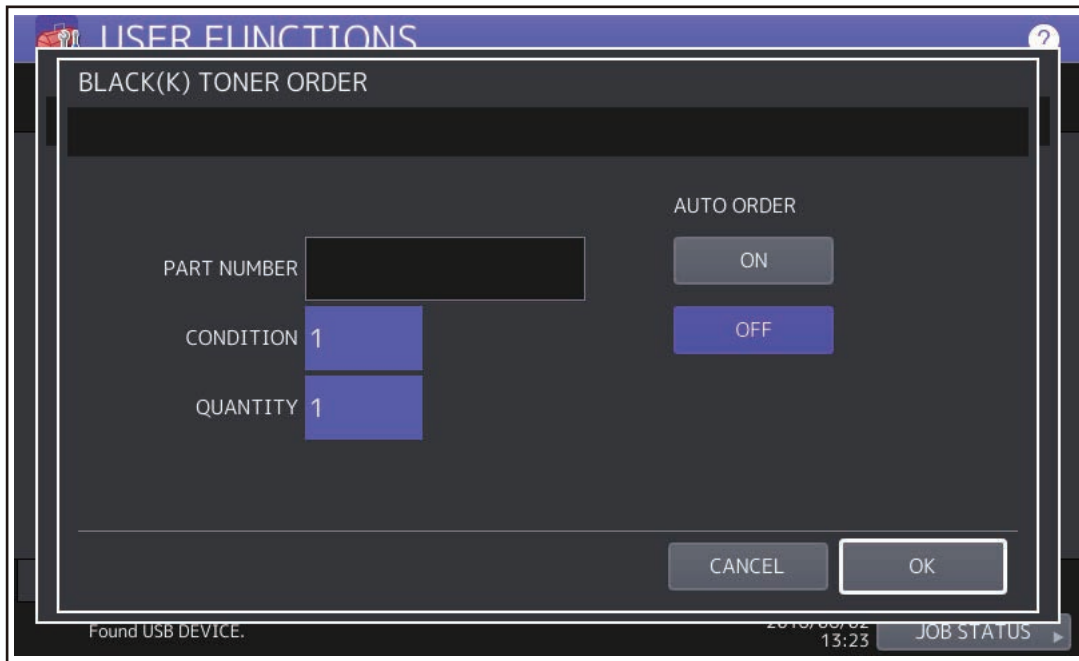 USER FUNCTIONS
?
BLACK(K) TONER ORDER
AUTO ORDER
PART NUMBER
ON
CONDITION 1
OFF
QUANTITY 1
CANCEL
OK
Found USB DEVICE.
13:23
JOB STATUS